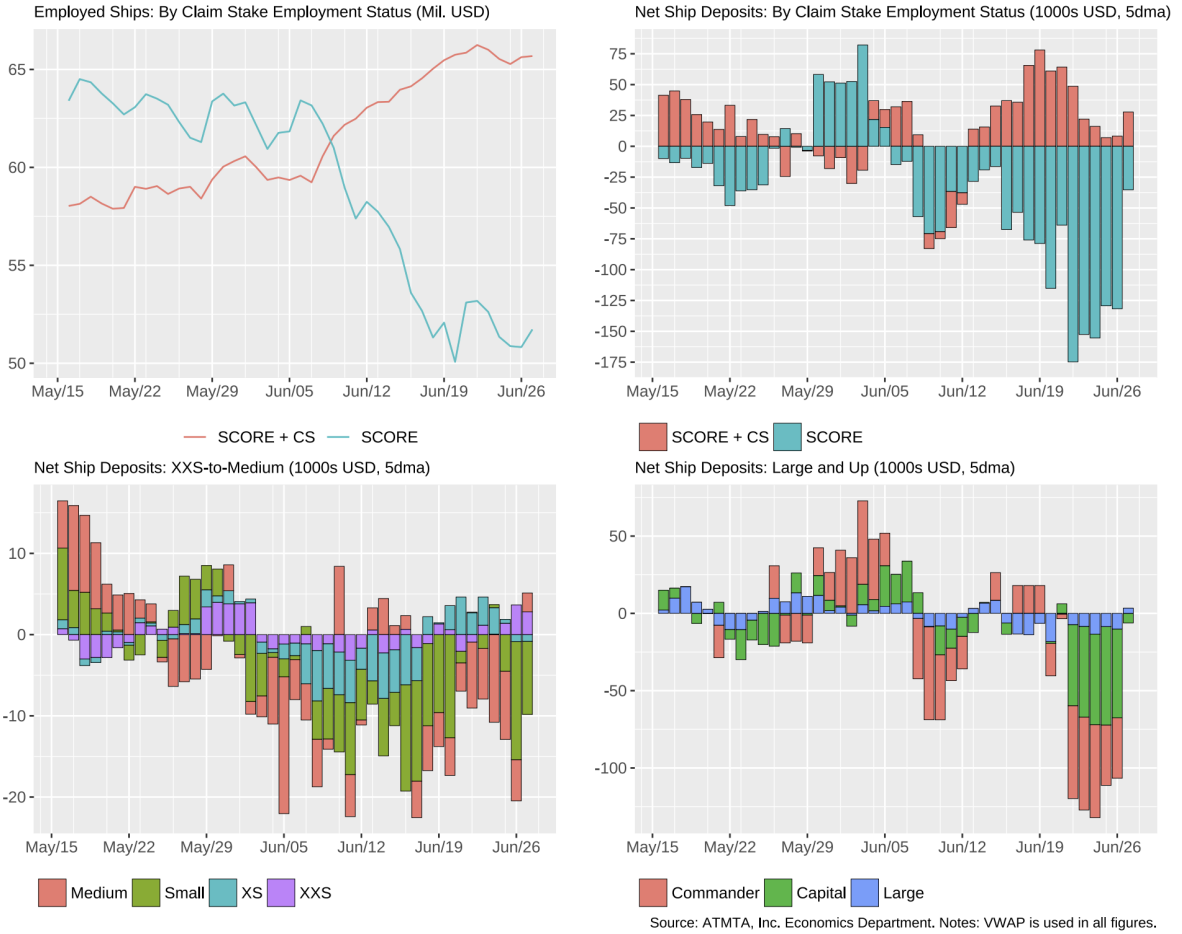 Employed Ships: By Claim Stake Employment Status (Mil. USD)
65
60
55
50
May/15 May/22 May/29 Jun/05 Jun/12 Jun/19 Jun/26
SCORE + CS SCORE
Net Ship Deposits: By Claim Stake Employment Status (1000s USD, 5dma)
75
50
25
0
-25
-50
-75
-100
-125
-150
-175
May/15 May/22 May/29 Jun/05 Jun/12 Jun/19 Jun/26
SCORE + CS SCORE
Net Ship Deposits: XXS-to-Medium (1000s USD, 5dma)
10
0
-10
-20
May/15 May/22 May/29 Jun/05 Jun/12 Jun/19 Jun/26
Medium Small XS XXS
Net Ship Deposits: Large and Up (1000s USD, 5dma)
50
0
-50
-100
May/15 May/22 May/29 Jun/05 Jun/12 Jun/19 Jun/26
Commander Capital Large
Source: ATMTA, Inc. Economics Department. Notes: VWAP is used in all figures.